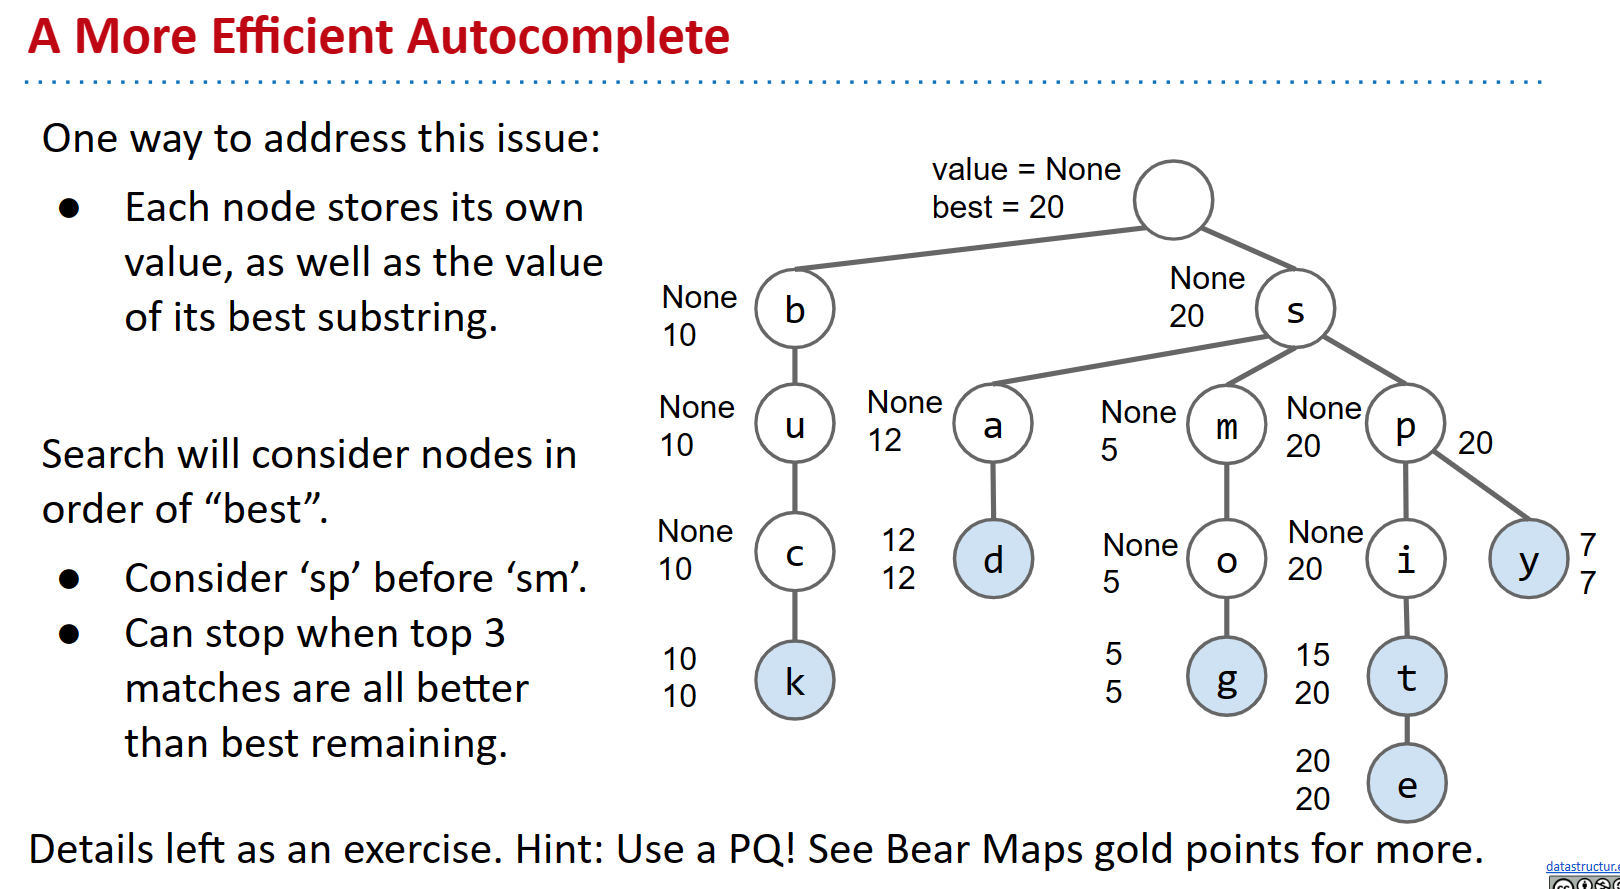 A More Efficient Autocomplete
One way to address this issue:
● Each node stores its own
value, as well as the value
of its best substring.
Search will consider nodes in
order of “best”.
● Consider ‘sp’ before ‘sm’.
● Can stop when top 3
matches are all better
than best remaining.
value = None
best = 20
None
10
b
None
20
s
None
10
u
None
12
a
None
5
m
None
20
p
20
None
10
c
12
12
d
None
5
o
None
20
i
y
7
7
10
10
k
5
5
g
15
20
t
20
20
e
Details left as an exercise. Hint: Use a PQ! See Bear Maps gold points for more.